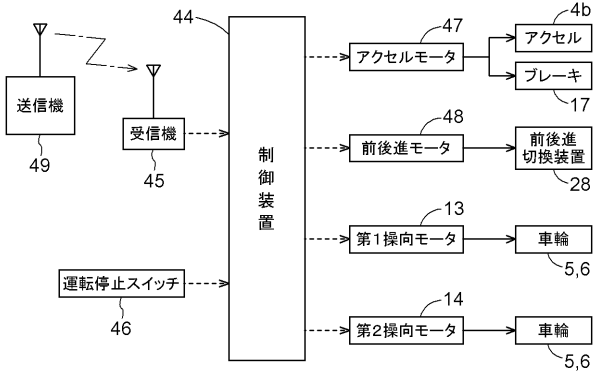 44
47
4b
アクセルモータ
アクセル
ブレーキ
17
送信機
49
受信機
45
48
前後進モータ
前後進
切換装置
28
制御装置
13
第1操向モータ
車輪
5,6
運転停止スイッチ
46
14
第2操向モータ
車輪
5,6